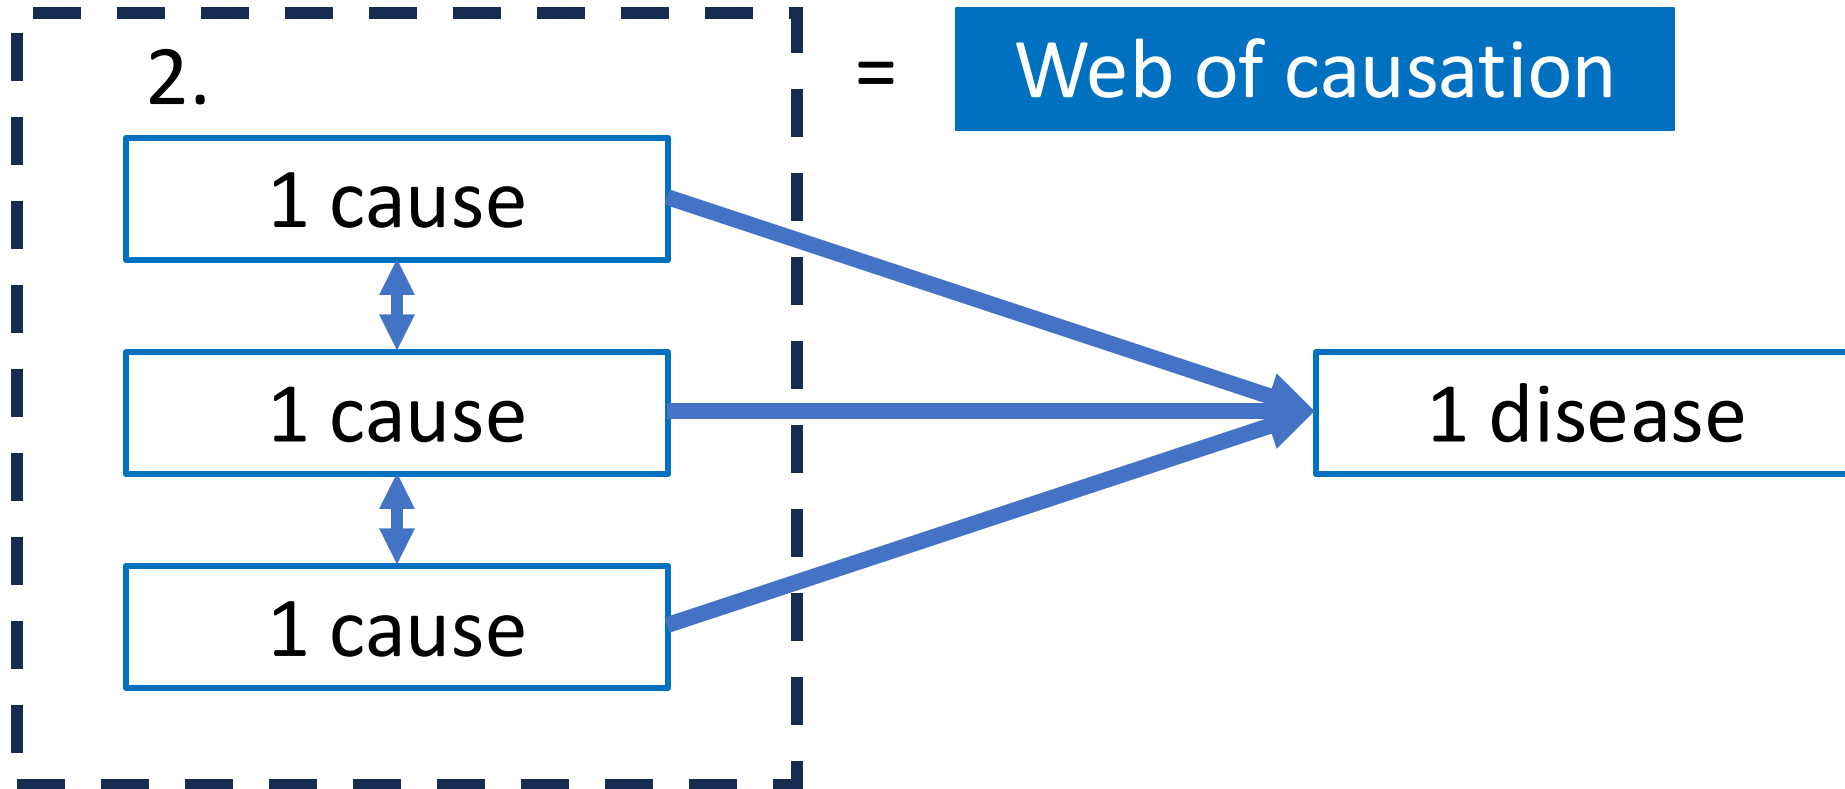 2.
= Web of causation
1 cause
1 cause
1 disease
1 cause